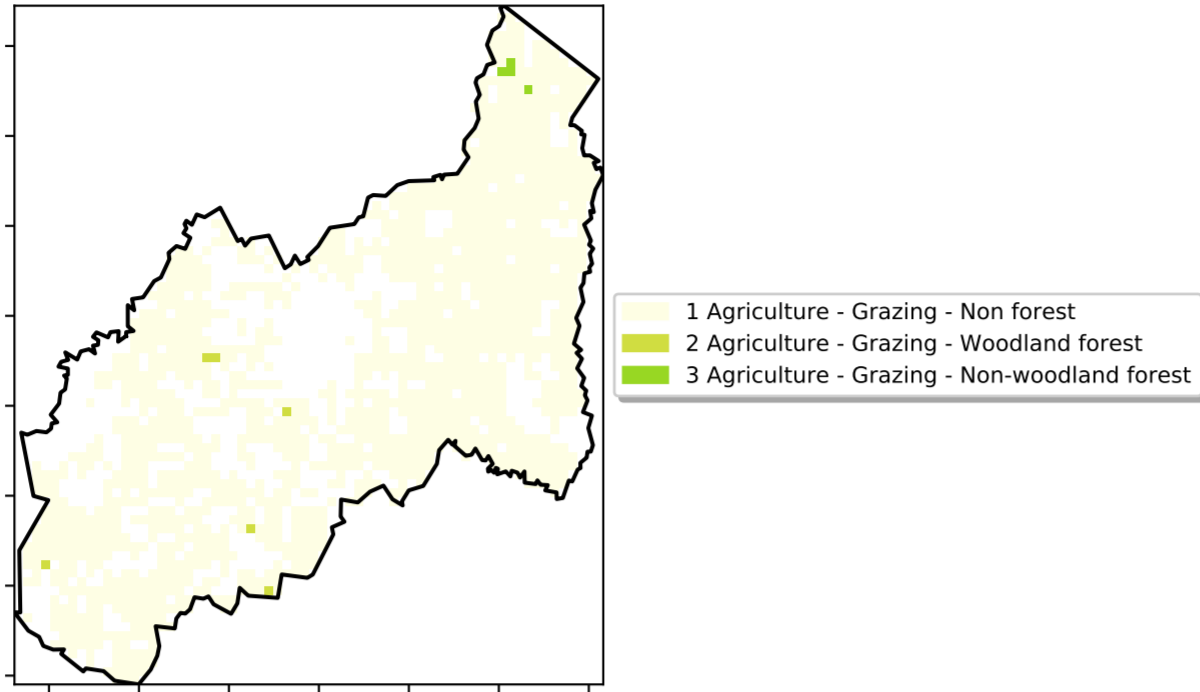 1 Agriculture - Grazing - Non forest
2 Agriculture - Grazing - Woodland forest
3 Agriculture - Grazing - Non-woodland forest